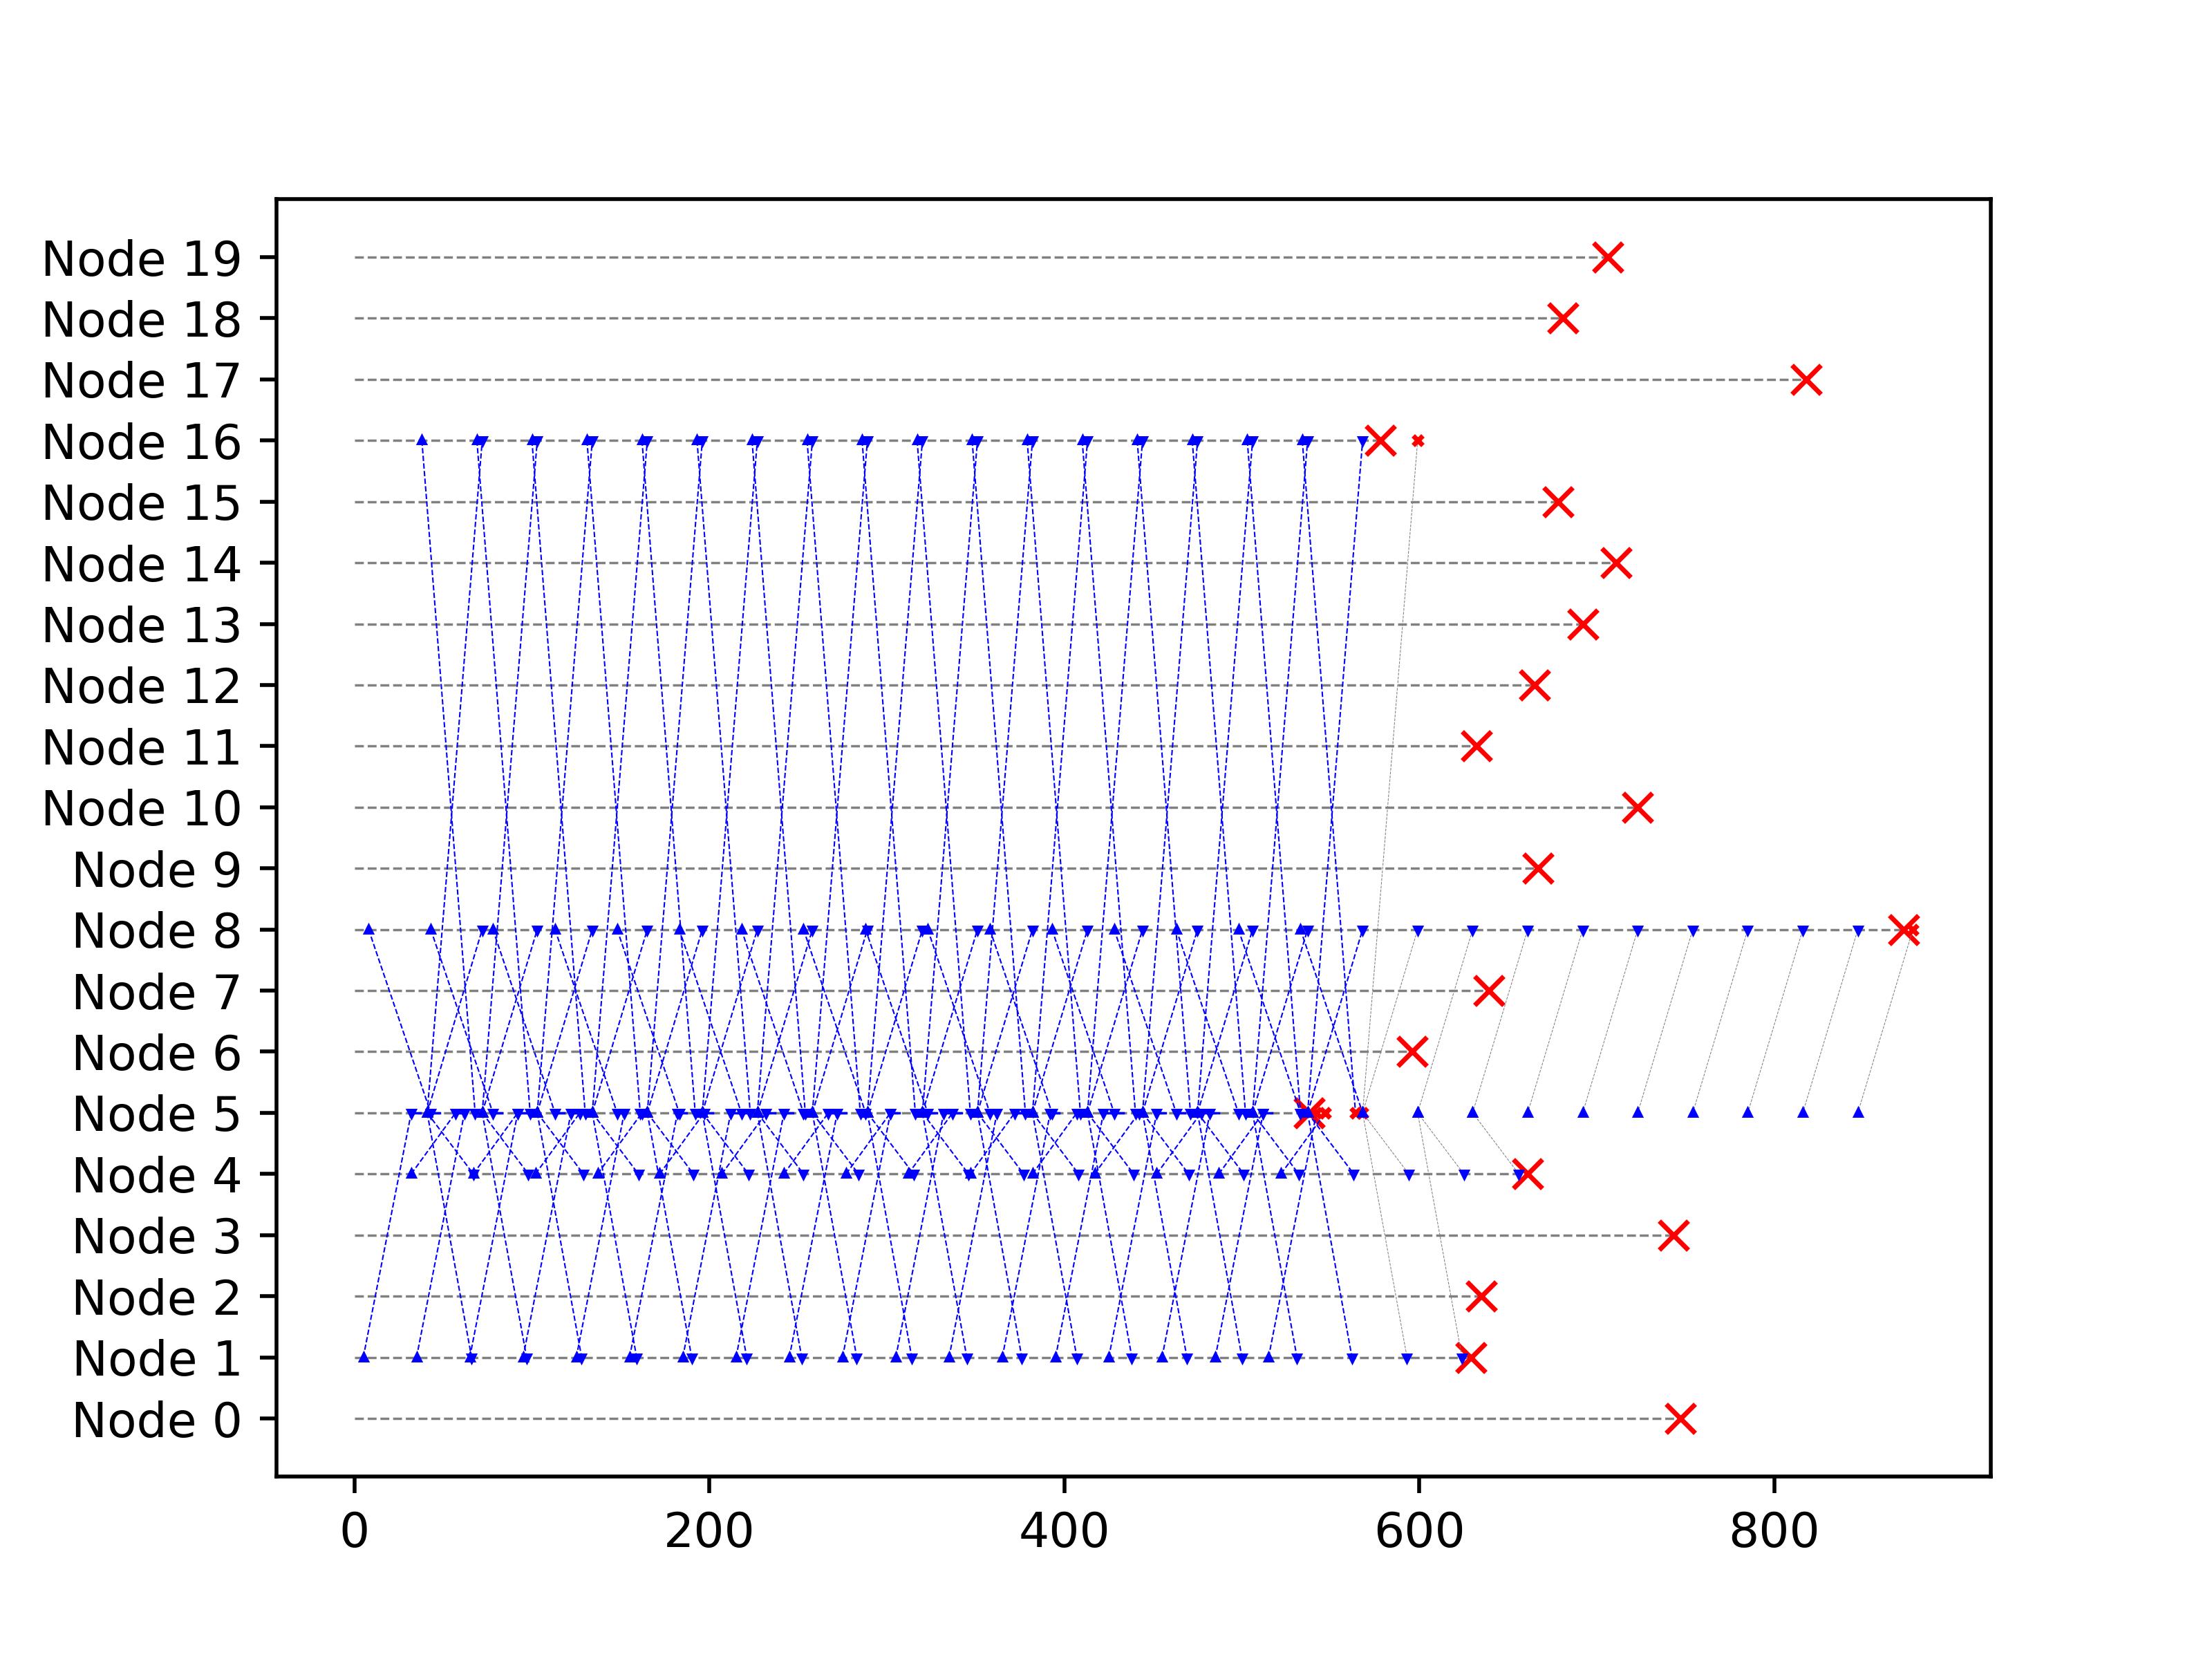 Node 19
Node 18
Node 17
Node 16
Node 15
Node 14
Node 13
Node 12
Node 11
Node 10
Node 9
Node 8
Node 7
Node 6
Node 5
Node 4
Node 3
Node 2
Node 1
Node 0
0 200 400 600 800